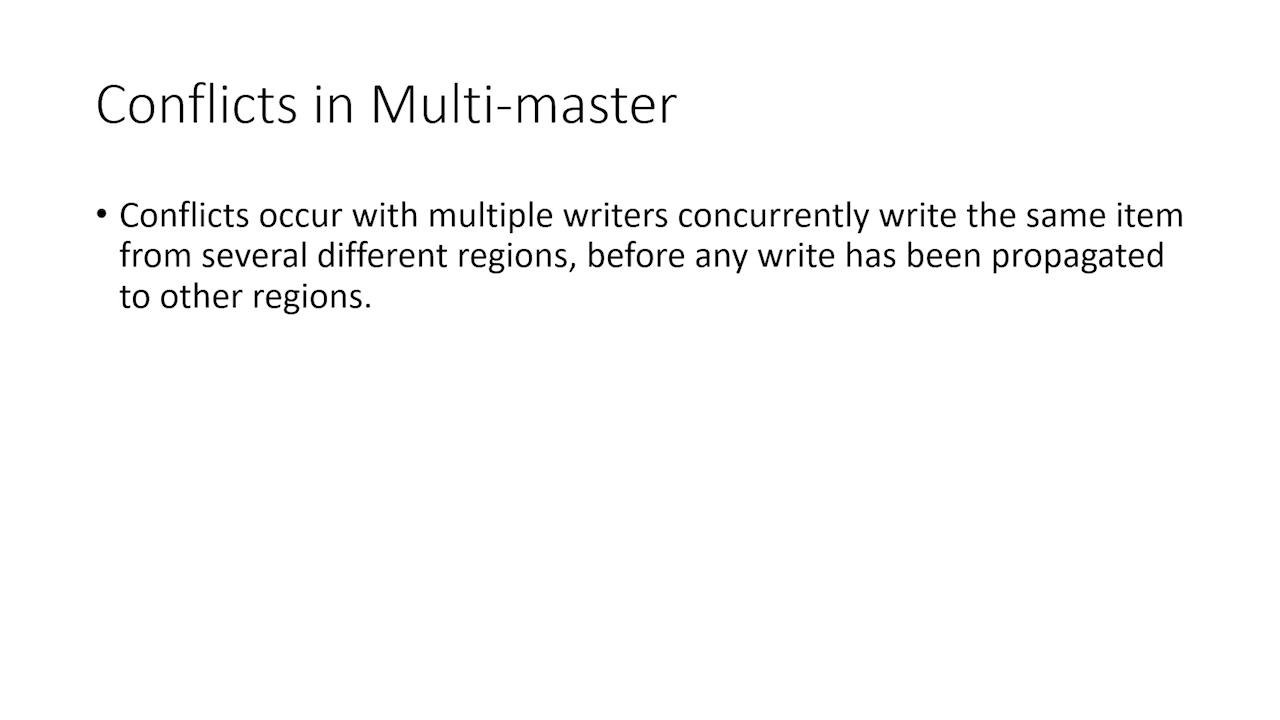 Conflicts in Multi-master
• Conflicts occur with multiple writers concurrently write the same item
from several different regions, before any write has been propagated
to other regions.